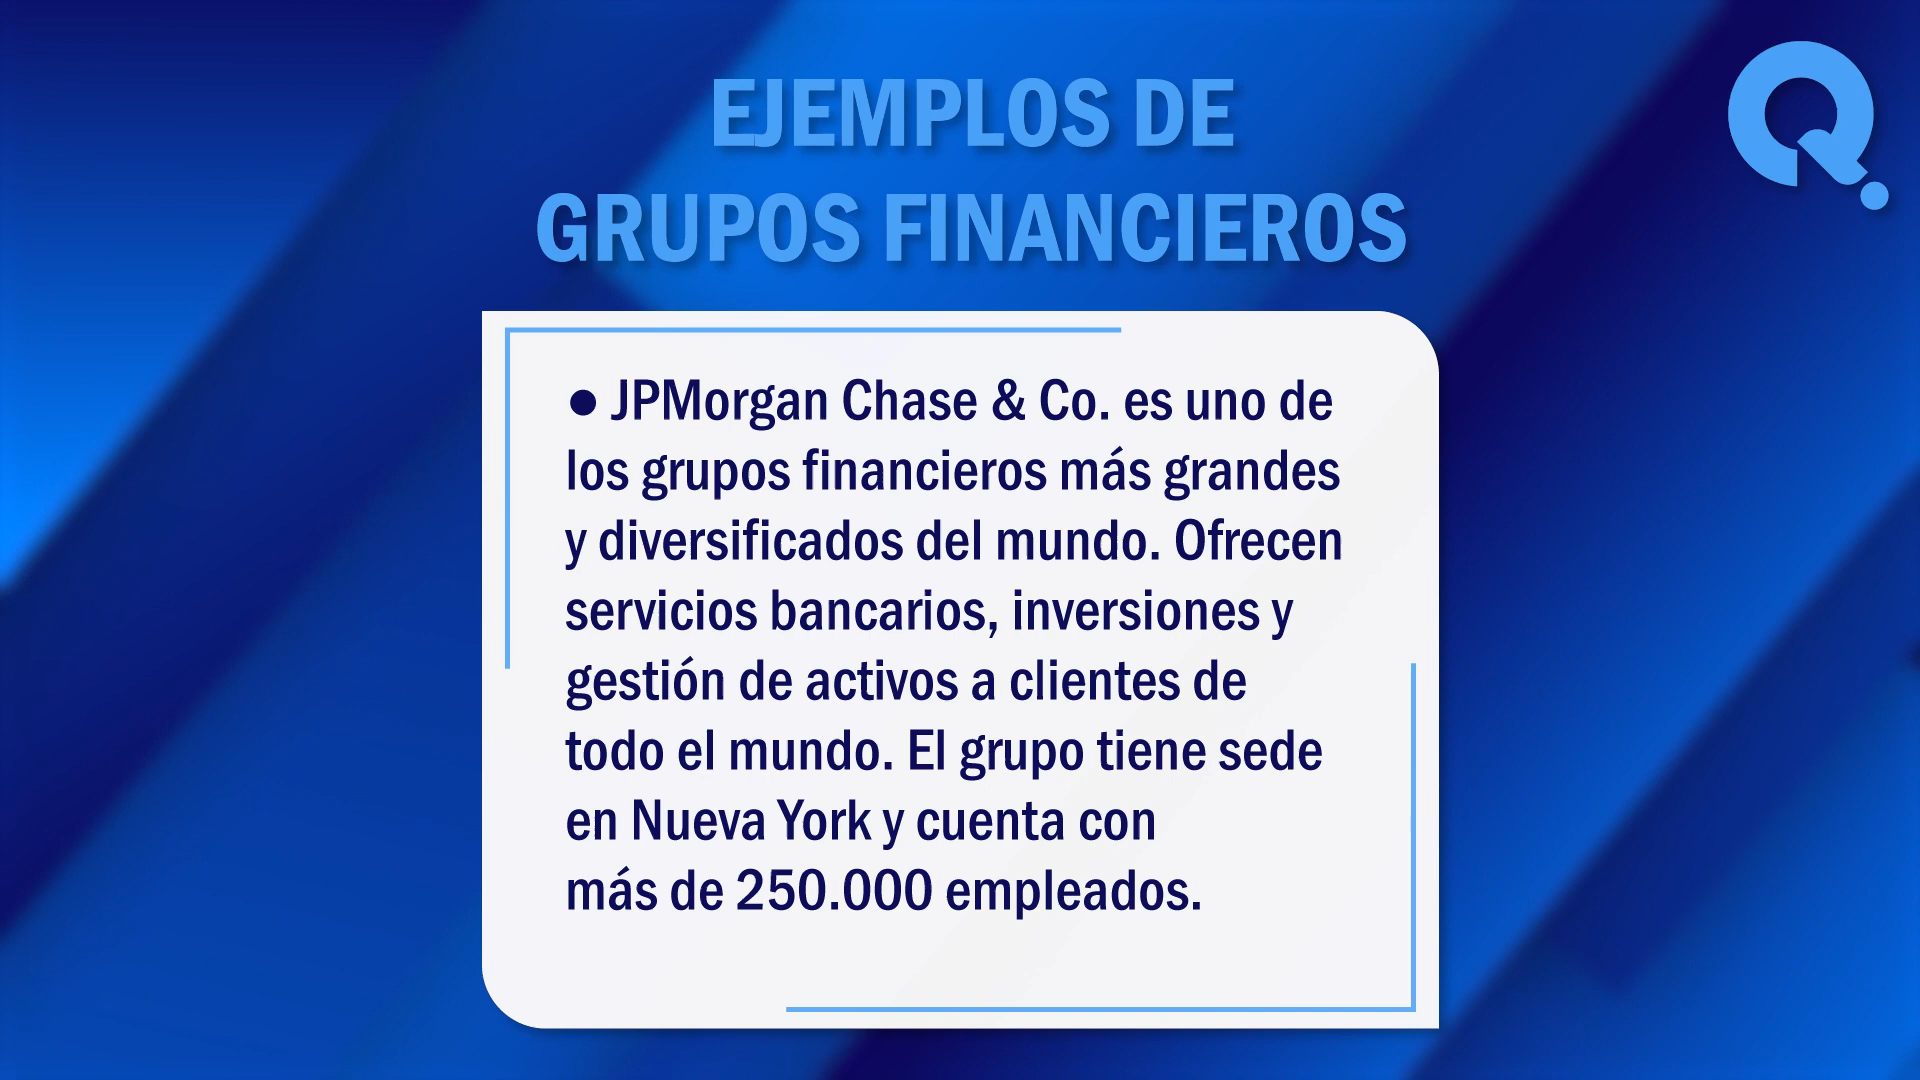 EJEMPLOS DE
GRUPOS FINANCIEROS
● JPMorgan Chase & Co. es uno de
los grupos financieros más grandes
y diversificados del mundo. Ofrecen
servicios bancarios, inversiones y
gestión de activos a clientes de
todo el mundo. El grupo tiene sede
en Nueva York y cuenta con
más de 250.000 empleados.